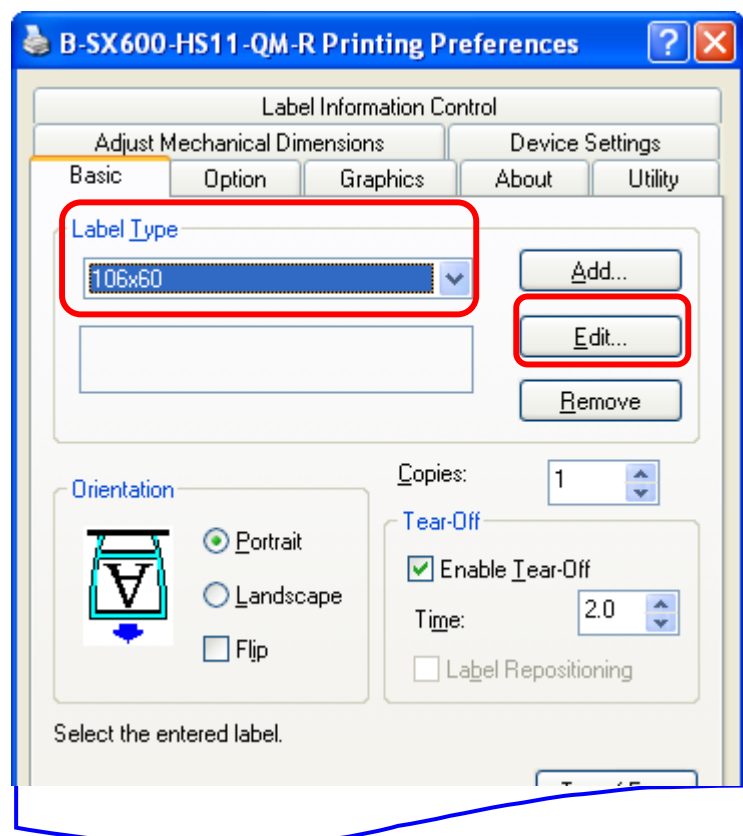 B-SX600-HS11-QM-R Printing Preferences
Label Information Control
Adjust Mechanical Dimensions Device Settings
Basic Option Graphics About Utility
Label Type
106x60
Add...
Edit...
Remove
Copies: 1
Orientation
Portrait
Landscape
Flip
Tear-Off
Enable Tear-Off
Time: 2.0
Label Repositioning
Select the entered label.